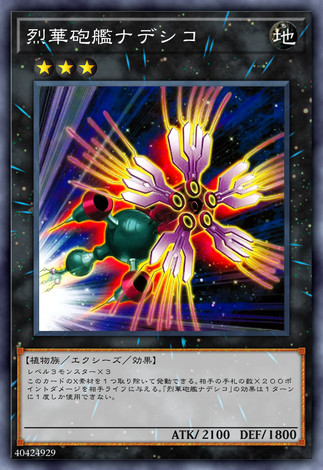 烈華砲艦ナデシコ
地
【植物族／エクシーズ／効果】
レベル３モンスター×３
このカードのX素材を１つ取り除いて発動できる。相手の手札の数×２００ポ
イントダメージを相手ライフに与える。「烈華砲艦ナデシコ」の効果は１ターン
に１度しか使用できない。
ATK/2100 DEF/1800
40424929